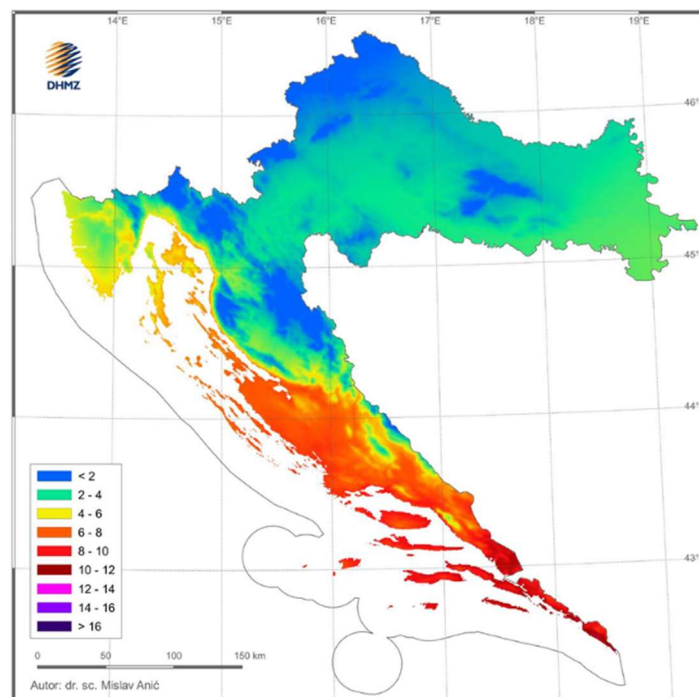 14°E 15°E 16°E 17°E 18°E 19°
DHMZ
46°
45°
44°
43°
< 2
2 - 4
4 - 6
6 - 8
8 - 10
10 - 12
12 - 14
14 - 16
> 16
0 50 100 150 km
Autor: dr. sc. Mislav Anić